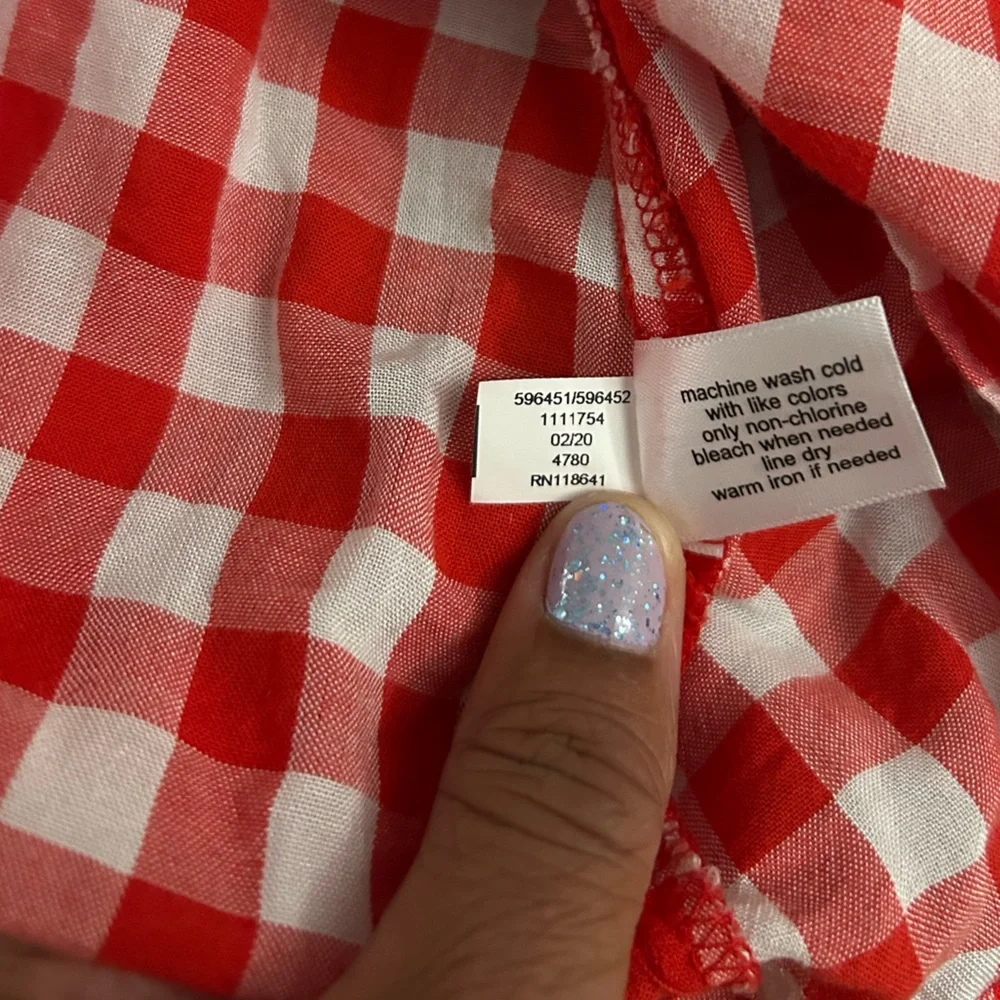 596451/596452
1111754
02/20
4780
RN118641
machine wash cold
with like colors
only non-chlorine
bleach when needed
line dry
warm iron if needed